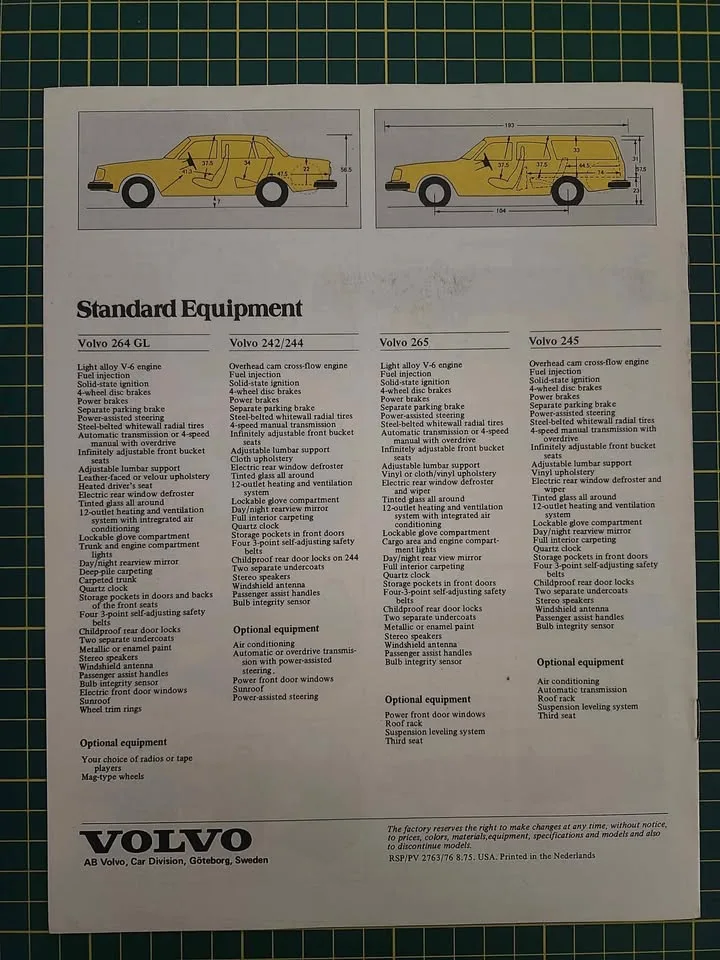 37.5
34
22
41.3
47.5
56.5
7
193
33
37.5
37.5
44.5
74
31
57.5
23
104
Standard Equipment
Volvo 264 GL
Light alloy V-6 engine
Fuel injection
Solid-state ignition
4-wheel disc brakes
Power brakes
Separate parking brake
Power-assisted steering
Steel-belted whitewall radial tires
Automatic transmission or 4-speed
manual with overdrive
Infinitely adjustable front bucket
seats
Adjustable lumbar support
Leather-faced or velour upholstery
Heated driver's seat
Electric rear window defroster
Tinted glass all around
12-outlet heating and ventilation
system with intregrated air
conditioning
Lockable glove compartment
Trunk and engine compartment
lights
Day/night rearview mirror
Deep-pile carpeting
Carpeted trunk
Quartz clock
Storage pockets in doors and backs
of the front seats
Four 3-point self-adjusting safety
belts
Childproof rear door locks
Two separate undercoats
Metallic or enamel paint
Stereo speakers
Windshield antenna
Passenger assist handles
Bulb integrity sensor
Electric front door windows
Sunroof
Wheel trim rings
Optional equipment
Your choice of radios or tape
players
Mag-type wheels
Volvo 242/244
Overhead cam cross-flow engine
Fuel injection
Solid-state ignition
4-wheel disc brakes
Power brakes
Separate parking brake
Steel-belted whitewall radial tires
4-speed manual transmission
Infinitely adjustable front bucket
seats
Adjustable lumbar support
Cloth upholstery
Electric rear window defroster
Tinted glass all around
12-outlet heating and ventilation
system
Lockable glove compartment
Day/night rearview mirror
Full interior carpeting
Quartz clock
Storage pockets in front doors
Four 3-point self-adjusting safety
belts
Childproof rear door locks on 244
Two separate undercoats
Stereo speakers
Windshield antenna
Passenger assist handles
Bulb integrity sensor
Optional equipment
Air conditioning
Automatic or overdrive transmis-
sion with power-assisted
steering,
Power front door windows
Sunroof
Power-assisted steering
Volvo 265
Light alloy V-6 engine
Fuel injection
Solid-state ignition
4-wheel disc brakes
Power brakes
Separate parking brake
Power-assisted steering
Steel-belted whitewall radial tires
Automatic transmission or 4-speed
manual with overdrive
Infinitely adjustable front bucket
seats
Adjustable lumbar support
Vinyl or cloth/vinyl upholstery
Electric rear window defroster
and wiper
Tinted glass all around
12-outlet heating and ventilation
system with integrated air
conditioning
Lockable glove compartment
Cargo area and engine compart-
ment lights
Day/night rear view mirror
Full interior carpeting
Quartz clock
Storage pockets in front doors
Four-3-point self-adjusting safety
belts
Childproof rear door locks
Two separate undercoats
Metallic or enamel paint
Stereo speakers
Windshield antenna
Passenger assist handles
Bulb integrity sensor
Optional equipment
Power front door windows
Roof rack
Suspension leveling system
Third seat
Volvo 245
Overhead cam cross-flow engine
Fuel injection
Solid-state ignition
4-wheel disc brakes
Power brakes
Separate parking brake
Power-assisted steering
Steel-belted whitewall radial tires
4-speed manual transmission with
overdrive
Infinitely adjustable front bucket
seats
Adjustable lumbar support
Vinyl upholstery
Electric rear window defroster and
wiper
Tinted glass all around
12-outlet heating and ventilation
system
Lockable glove compartment
Day/night rearview mirror
Full interior carpeting
Quartz clock
Storage pockets in front doors
Four 3-point self-adjusting safety
belts
Childproof rear door locks
Two separate undercoats
Stereo speakers
Windshield antenna
Passenger assist handles
Bulb integrity sensor
Optional equipment
Air conditioning
Automatic transmission
Roof rack
Suspension leveling system
Third seat
VOLVO
AB Volvo, Car Division, Göteborg, Sweden
The factory reserves the right to make changes at any time, without notice,
to prices, colors, materials,equipment, specifications and models and also
to discontinue models.
RSP/PV 2763/76 8.75. USA. Printed in the Nederlands